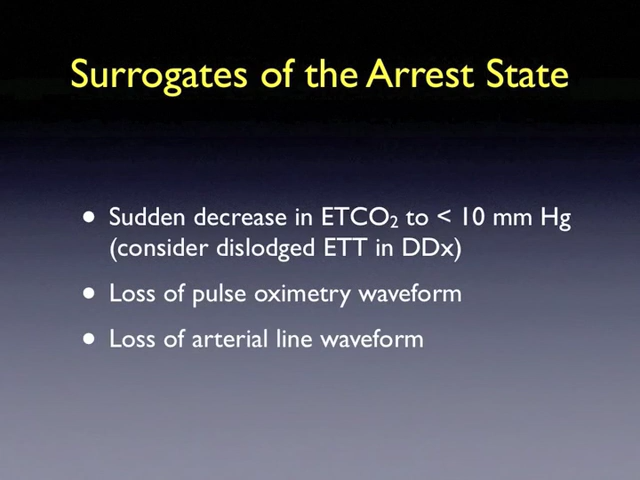 Surrogates of the Arrest State
• Sudden decrease in ETCO₂ to < 10 mm Hg
(consider dislodged ETT in DDx)
• Loss of pulse oximetry waveform
• Loss of arterial line waveform